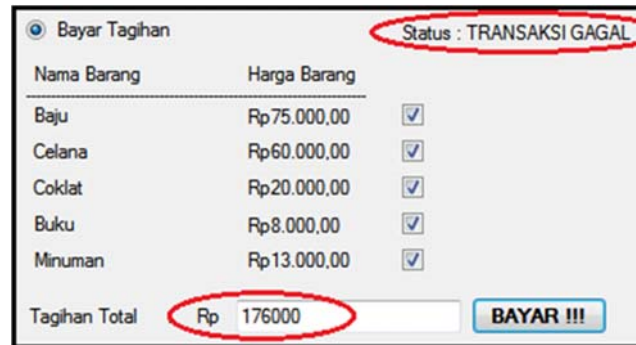 Bayar Tagihan Status : TRANSAKSI GAGAL
Nama Barang Harga Barang
Baju Rp75.000,00
Celana Rp60.000,00
Coklat Rp20.000,00
Buku Rp8.000,00
Minuman Rp13.000,00
Tagihan Total Rp 176000 BAYAR !!!